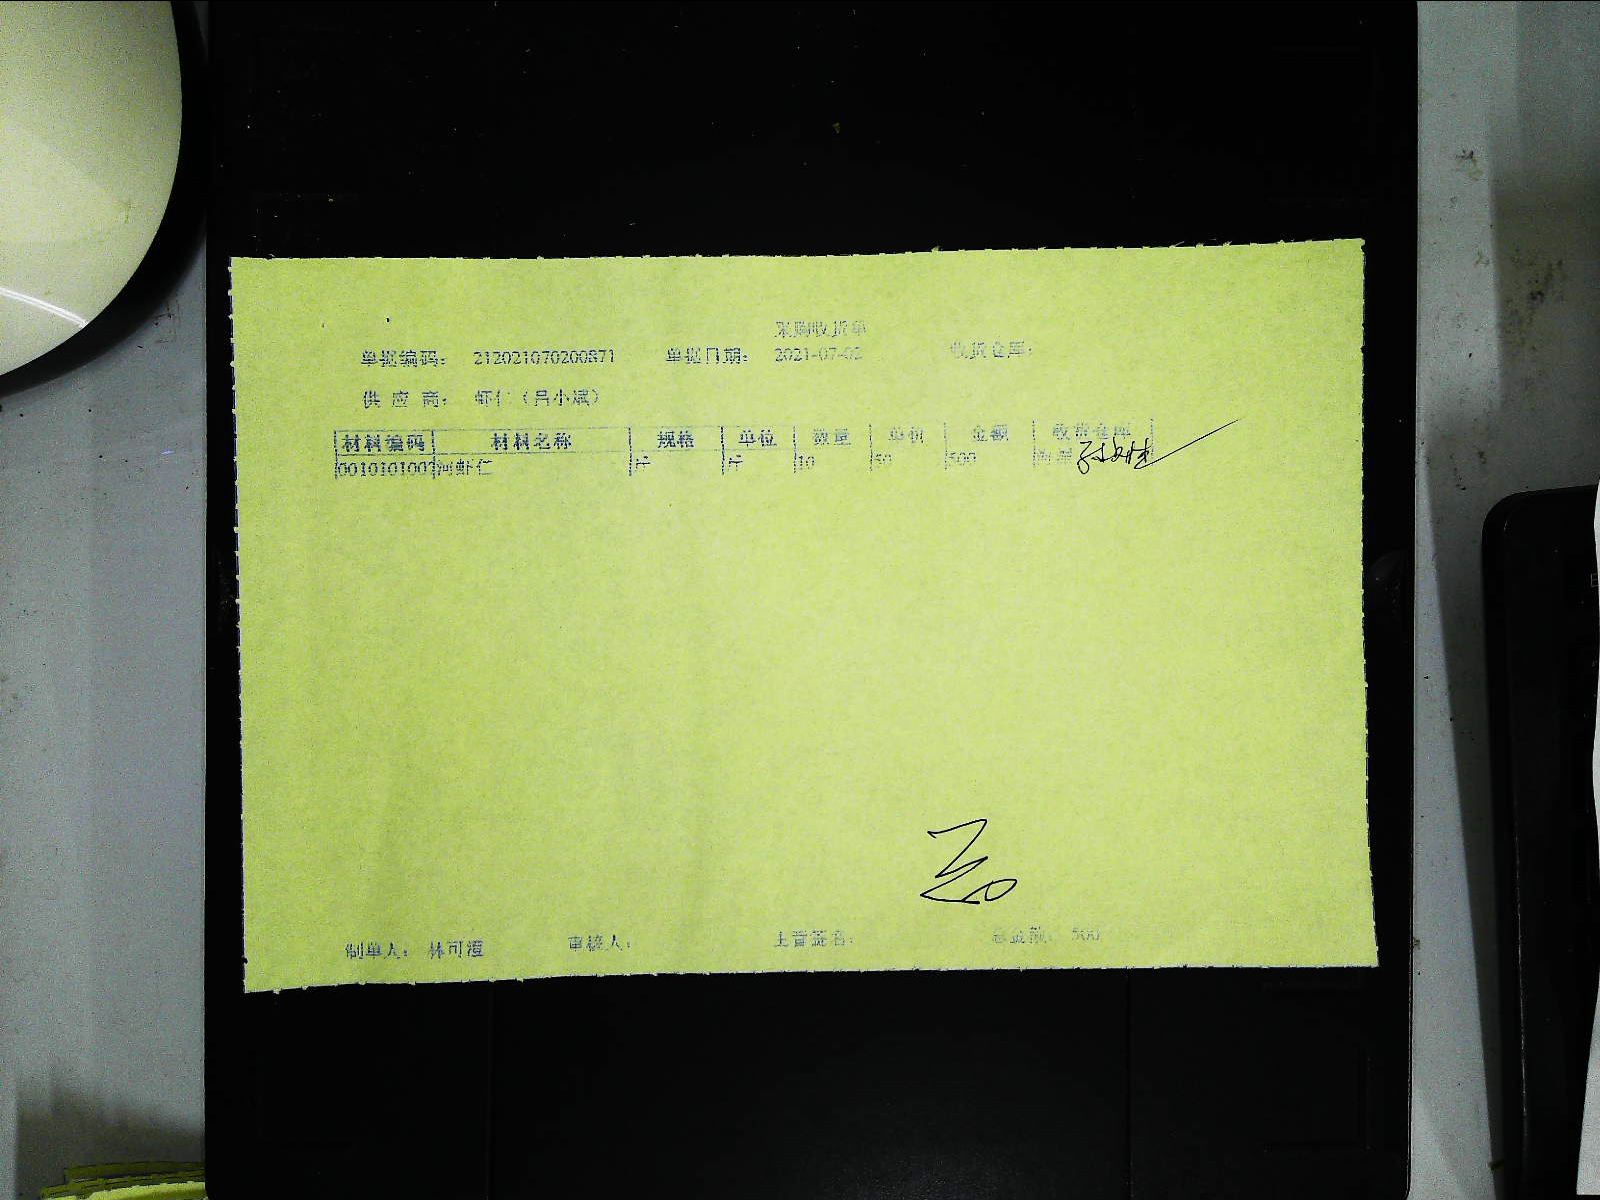 采购收货单
单据编码： 212021070200871 单据日期： 2021-07-02 收货仓库：
供 应 商： 虾仁（吕小斌）
材料编码 材料名称 规格 单位 数量 单价 金额 收货仓库
0010101002 河虾仁 斤 斤 10 50 500
制单人： 林可澄 审核人： 主管签名： 总金额： 500